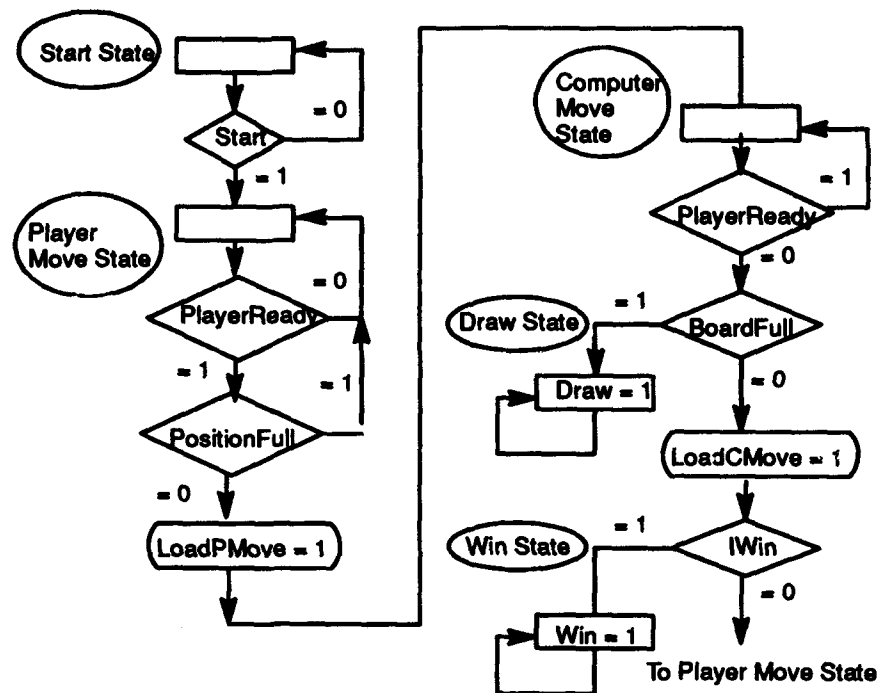 Start State
= 0
Start
= 1
Player
Move State
= 0
PlayerReady
= 1
= 1
PositionFull
= 0
LoadPMove = 1
Computer
Move
State
= 1
PlayerReady
= 0
= 1
Draw State
BoardFull
Draw = 1
= 0
LoadCMove = 1
= 1
Win State
IWin
= 0
Win = 1
To Player Move State